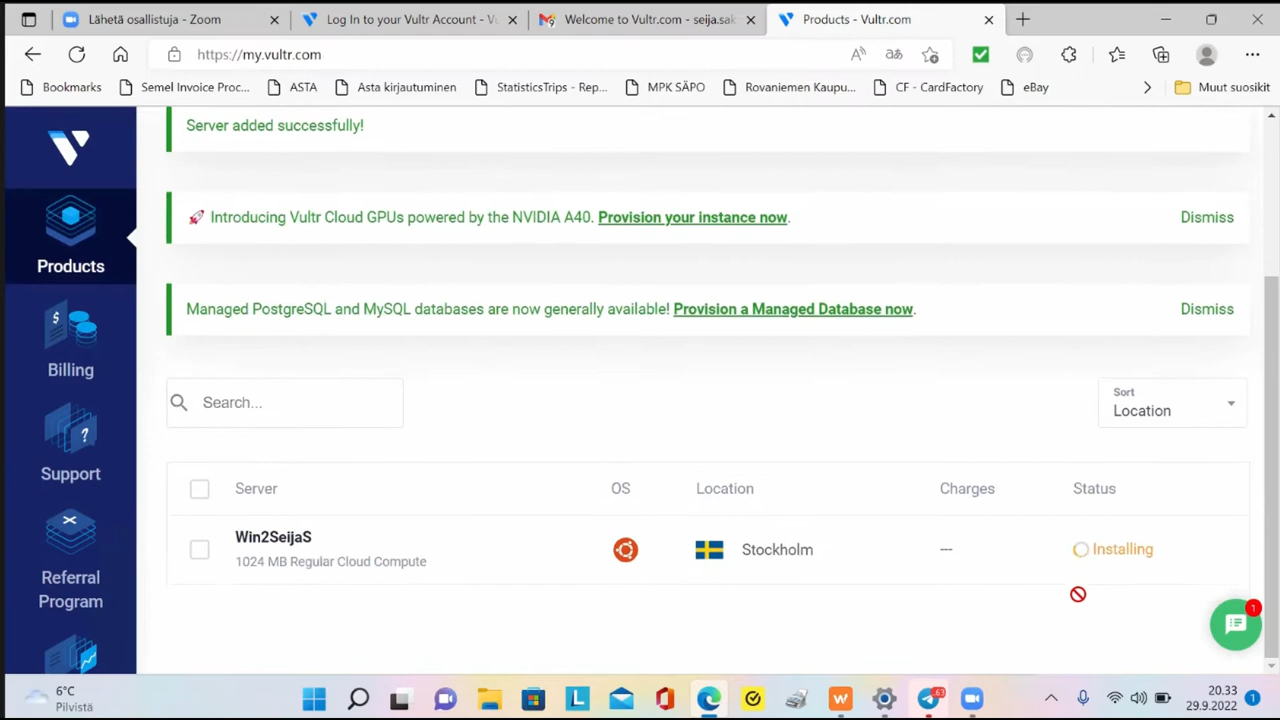 Lähetä osallistuja - Zoom
Log In to your Vultr Account - Vu
Welcome to Vultr.com - seija.sak
Products - Vultr.com
https://my.vultr.com
Bookmarks
Semel Invoice Proc...
ASTA
Asta kirjautuminen
StatisticsTrips - Rep...
MPK SÄPO
Rovaniemen Kaupu...
CF - CardFactory
eBay
Muut suosikit
Server added successfully!
Introducing Vultr Cloud GPUs powered by the NVIDIA A40. Provision your instance now.
Dismiss
Managed PostgreSQL and MySQL databases are now generally available! Provision a Managed Database now.
Dismiss
Products
Billing
Support
Referral
Program
Search...
Sort
Location
Server
OS
Location
Charges
Status
Win2SeijaS
1024 MB Regular Cloud Compute
Stockholm
---
Installing
1
6°C
Pilvistä
63
20.33
29.9.2022
1